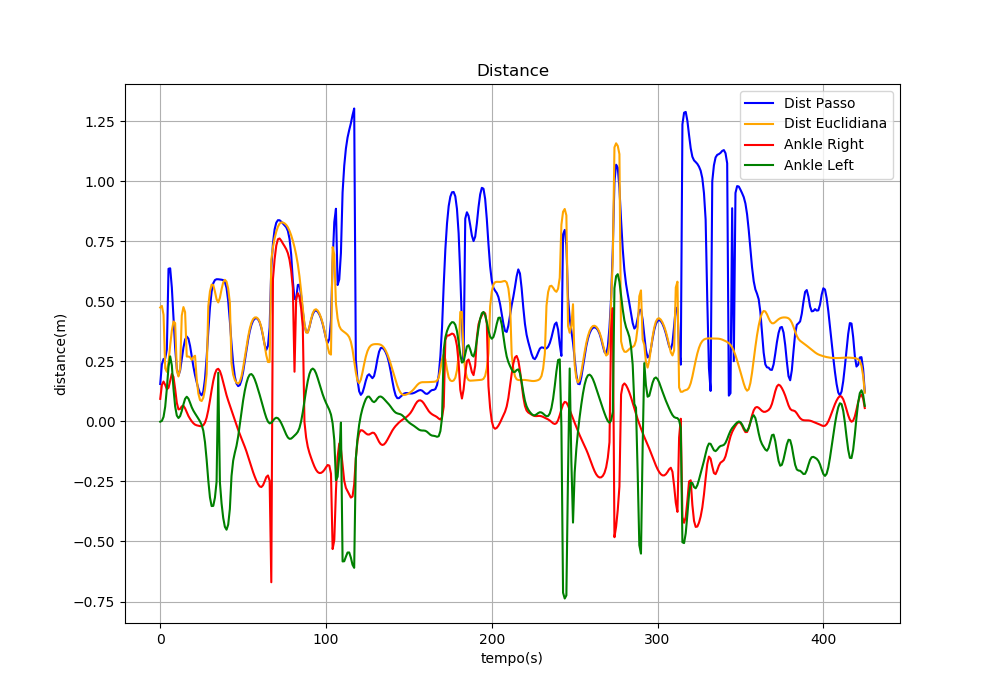 Distance
Dist Passo
Dist Euclidiana
Ankle Right
Ankle Left
distance(m)
1.25
1.00
0.75
0.50
0.25
0.00
−0.25
−0.50
−0.75
0 100 200 300 400
tempo(s)